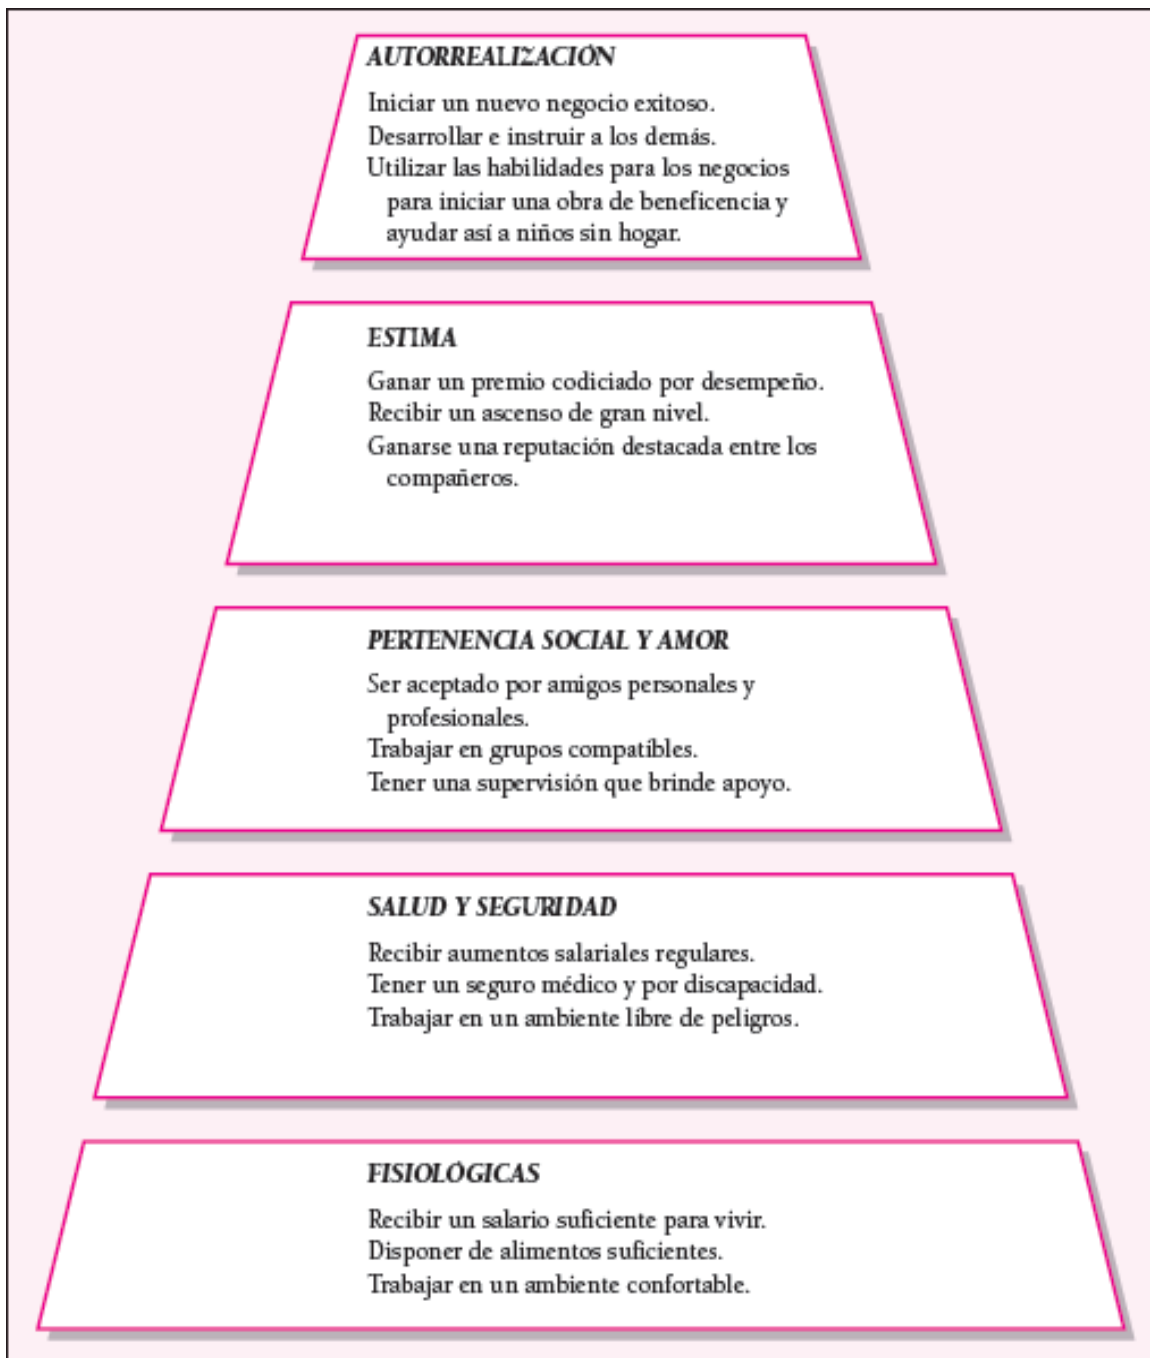 AUTORREALIZACIÓN
Iniciar un nuevo negocio exitoso.
Desarrollar e instruir a los demás.
Utilizar las habilidades para los negocios
para iniciar una obra de beneficencia y
ayudar así a niños sin hogar.
ESTIMA
Ganar un premio codiciado por desempeño.
Recibir un ascenso de gran nivel.
Ganarse una reputación destacada entre los
compañeros.
PERTENENCIA SOCIAL Y AMOR
Ser aceptado por amigos personales y
profesionales.
Trabajar en grupos compatibles.
Tener una supervisión que brinde apoyo.
SALUD Y SEGURIDAD
Recibir aumentos salariales regulares.
Tener un seguro médico y por discapacidad.
Trabajar en un ambiente libre de peligros.
FISIOLÓGICAS
Recibir un salario suficiente para vivir.
Disponer de alimentos suficientes.
Trabajar en un ambiente confortable.